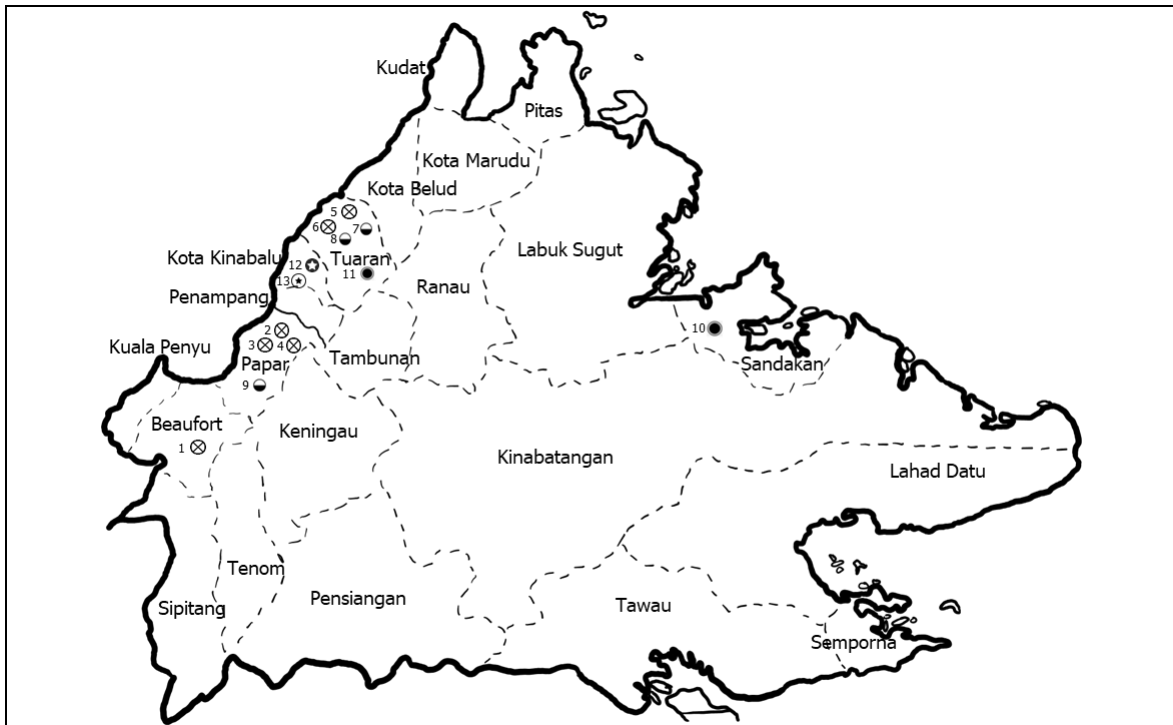 Kudat
Pitas
Kota Marudu
Kota Belud
5
6
7
8
Labuk Sugut
Kota Kinabalu
12
Tuaran
11
13
Ranau
Penampang
10
2
Kuala Penyu
3
4
Tambunan
Papar
Sandakan
9
Beaufort
Keningau
1
Kinabatangan
Lahad Datu
Tenom
Pensiangan
Sipitang
Tawau
Semporna